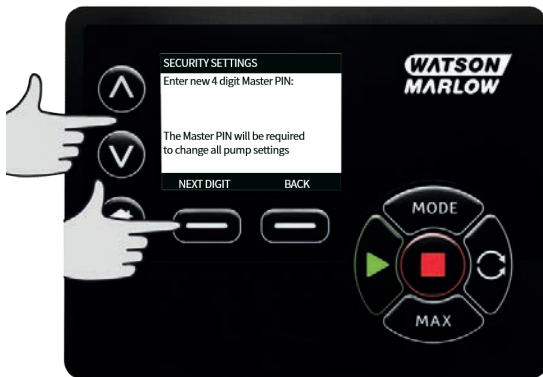 SECURITY SETTINGS
Enter new 4 digit Master PIN:
The Master PIN will be required
to change all pump settings
NEXT DIGIT BACK
WATSON
MARLOW
MODE
MAX